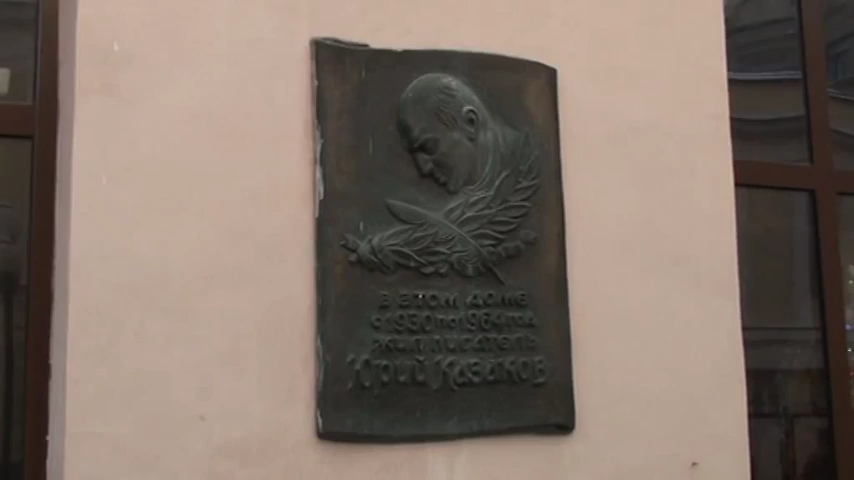 В ЭТОМ ДОМЕ
С 1930 ПО 1964 ГОД
ЖИЛ ПИСАТЕЛЬ
Юрий Казаков